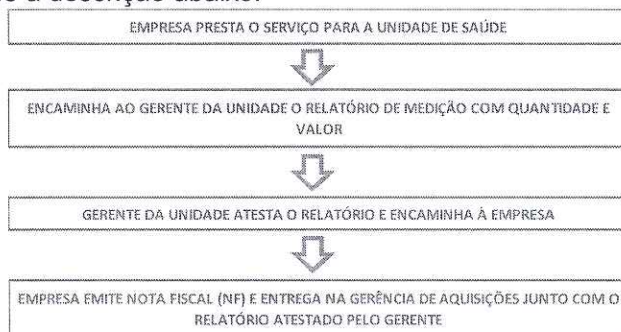 EMPRESA PRESTA O SERVIÇO PARA A UNIDADE DE SAÚDE
ENCAMINHA AO GERENTE DA UNIDADE O RELATÓRIO DE MEDIÇÃO COM QUANTIDADE E
VALOR
GERENTE DA UNIDADE ATESTA O RELATÓRIO E ENCAMINHA À EMPRESA
EMPRESA EMITE NOTA FISCAL (NF) E ENTREGA NA GERÊNCIA DE AQUISIÇÕES JUNTO COM O
RELATÓRIO ATESTADO PELO GERENTE